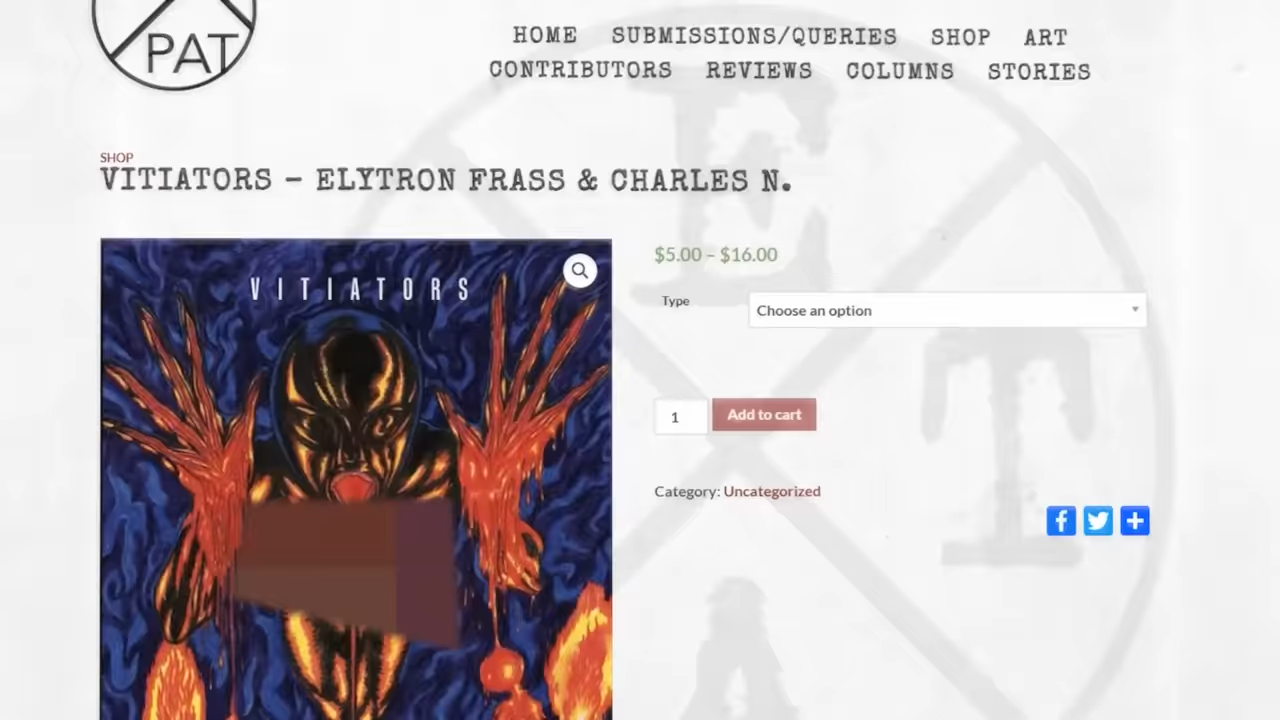 PAT
HOME SUBMISSIONS/QUERIES SHOP ART
CONTRIBUTORS REVIEWS COLUMNS STORIES
SHOP
VITIATORS – ELYTRON FRASS & CHARLES N.
VITIATORS
$5.00 – $16.00
Type
Choose an option
1
Add to cart
Category: Uncategorized
E
T
A